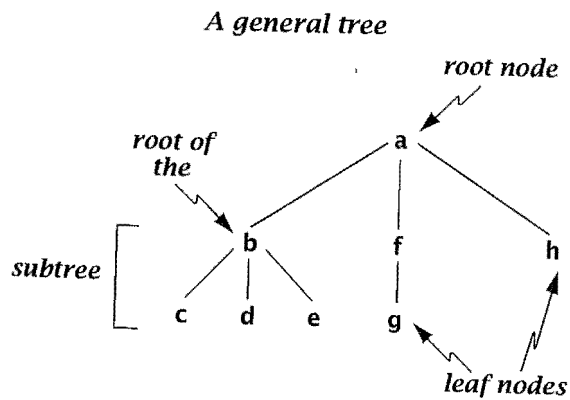 A general tree
root node
a
root of
the
b
f
h
subtree
c
d
e
g
leaf nodes